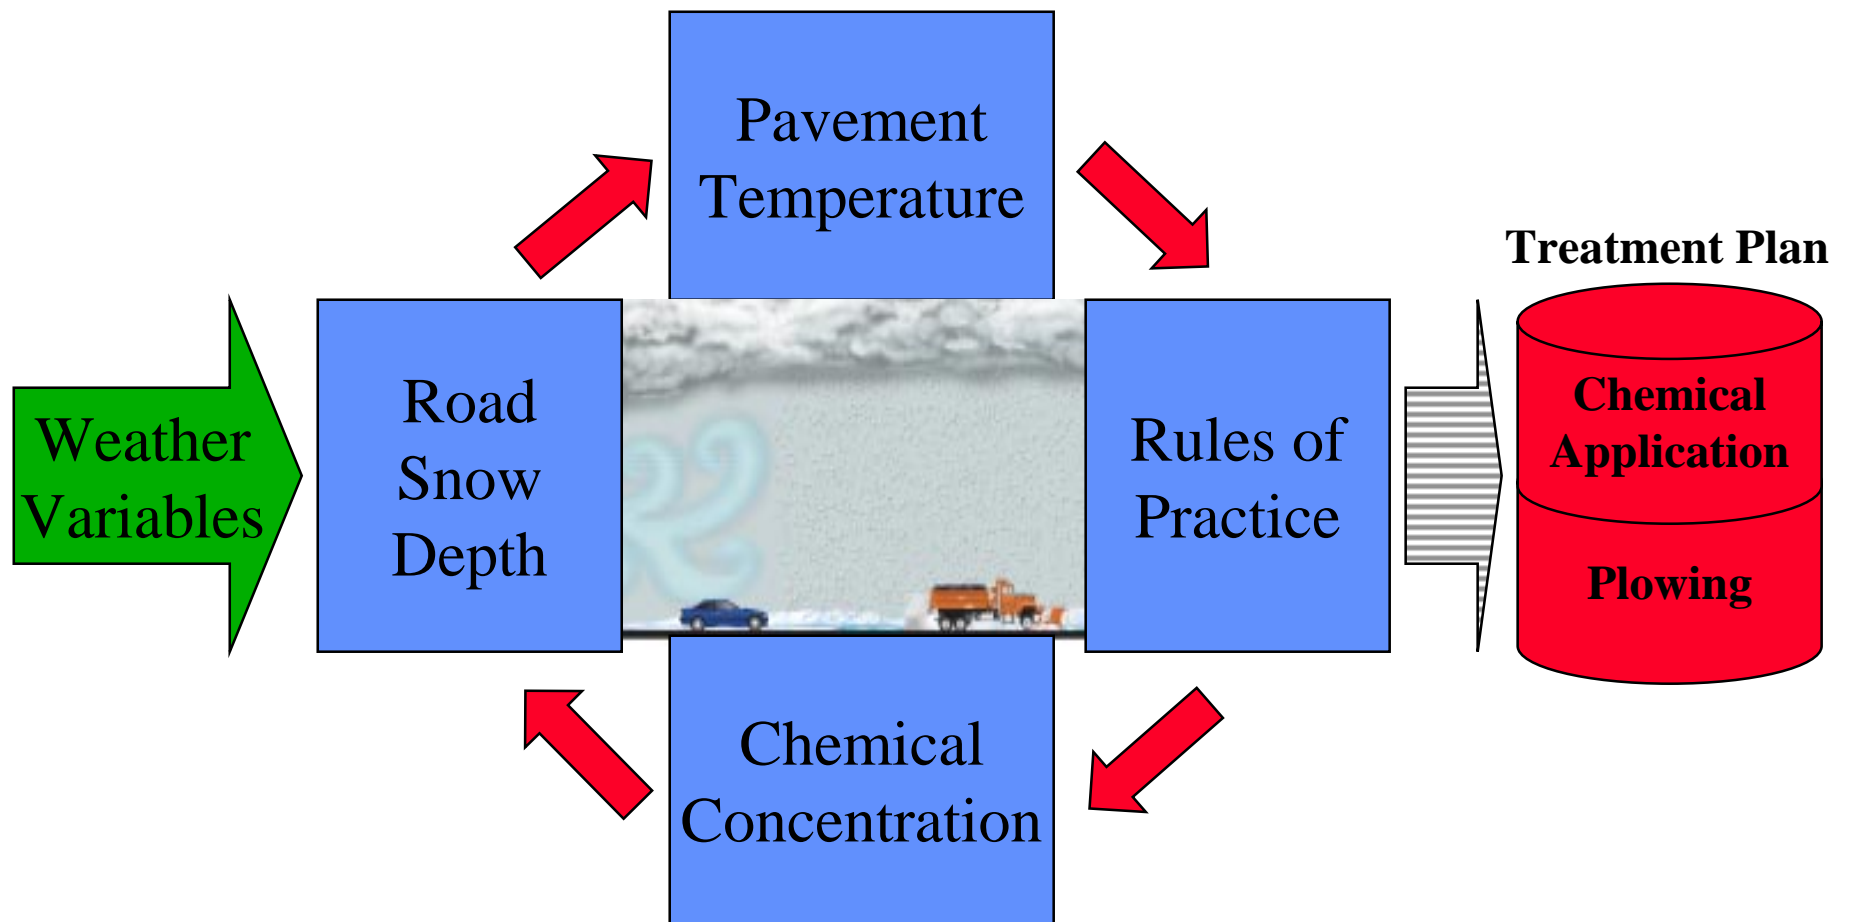 Pavement
Temperature
Treatment Plan
Weather
Variables
Road
Snow
Depth
Rules of
Practice
Chemical
Application
Plowing
Chemical
Concentration